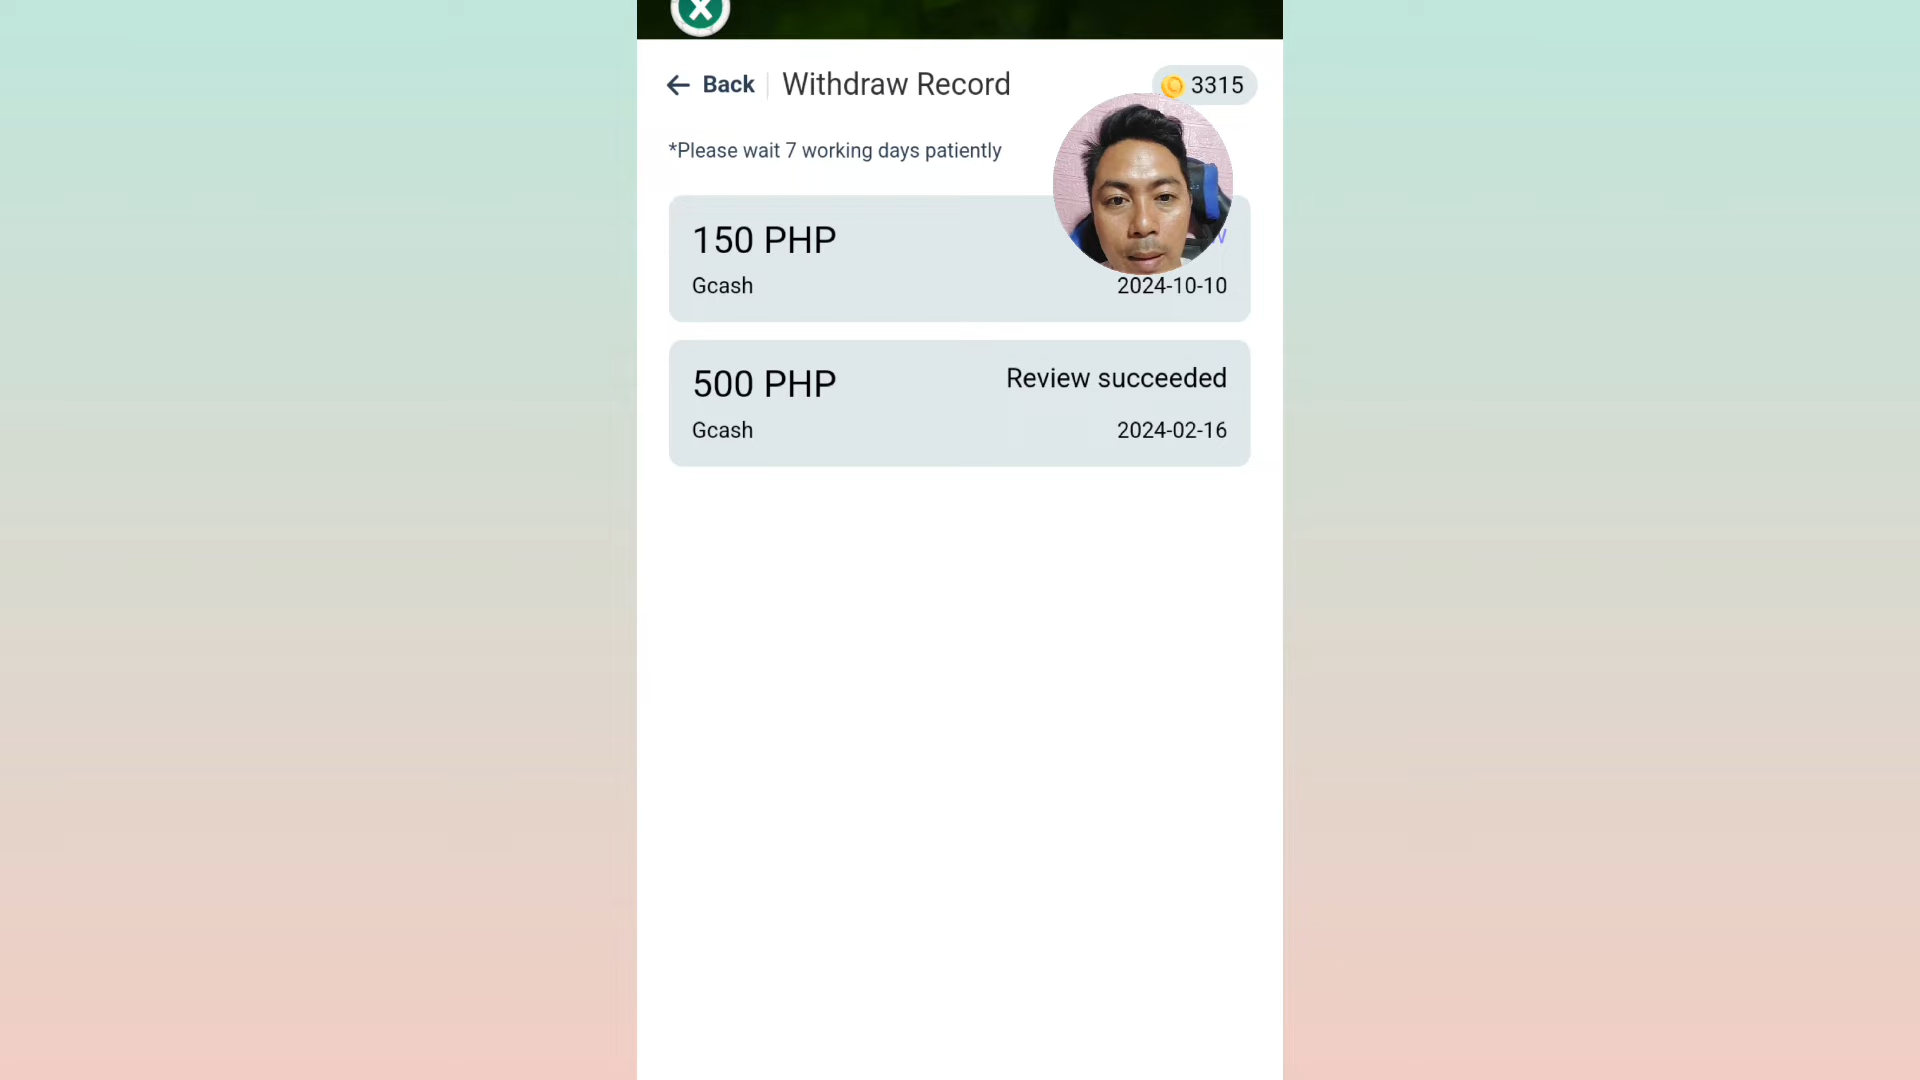 Back
Withdraw Record
3315
*Please wait 7 working days patiently
150 PHP
Gcash
2024-10-10
500 PHP
Review succeeded
Gcash
2024-02-16